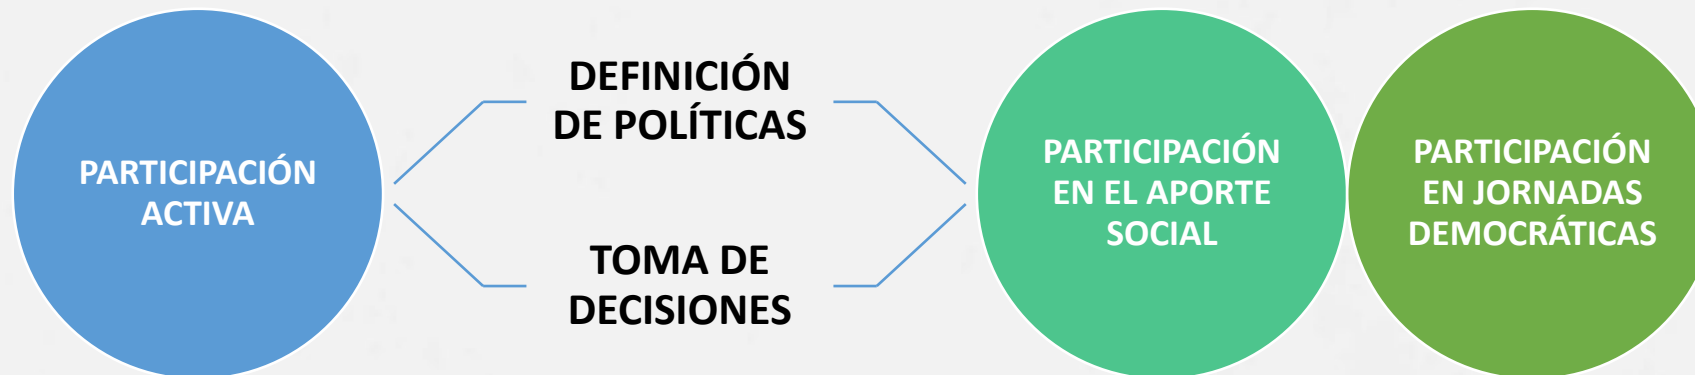 PARTICIPACIÓN
ACTIVA
DEFINICIÓN
DE POLÍTICAS
TOMA DE
DECISIONES
PARTICIPACIÓN
EN EL APORTE
SOCIAL
PARTICIPACIÓN
EN JORNADAS
DEMOCRÁTICAS